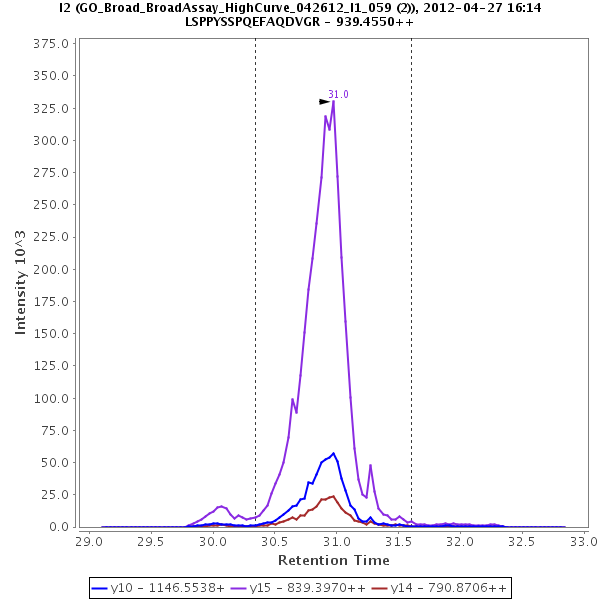 I2 (GO_Broad_BroadAssay_HighCurve_042612_I1_059 (2)), 2012-04-27 16:14
LSPPYSSPQEFAQDVGR - 939.4550++
375.0
350.0
325.0
300.0
275.0
250.0
225.0
200.0
175.0
150.0
125.0
100.0
75.0
50.0
25.0
0.0
Intensity 10^3
31.0
29.0 29.5 30.0 30.5 31.0 31.5 32.0 32.5 33.0
Retention Time
y10 - 1146.5538+ y15 - 839.3970++ y14 - 790.8706++